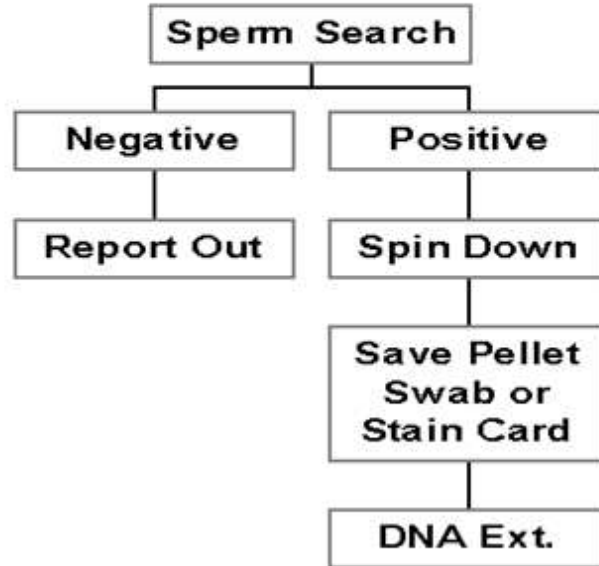 Sperm Search
Negative
Positive
Report Out
Spin Down
Save Pellet
Swab or
Stain Card
DNA Ext.